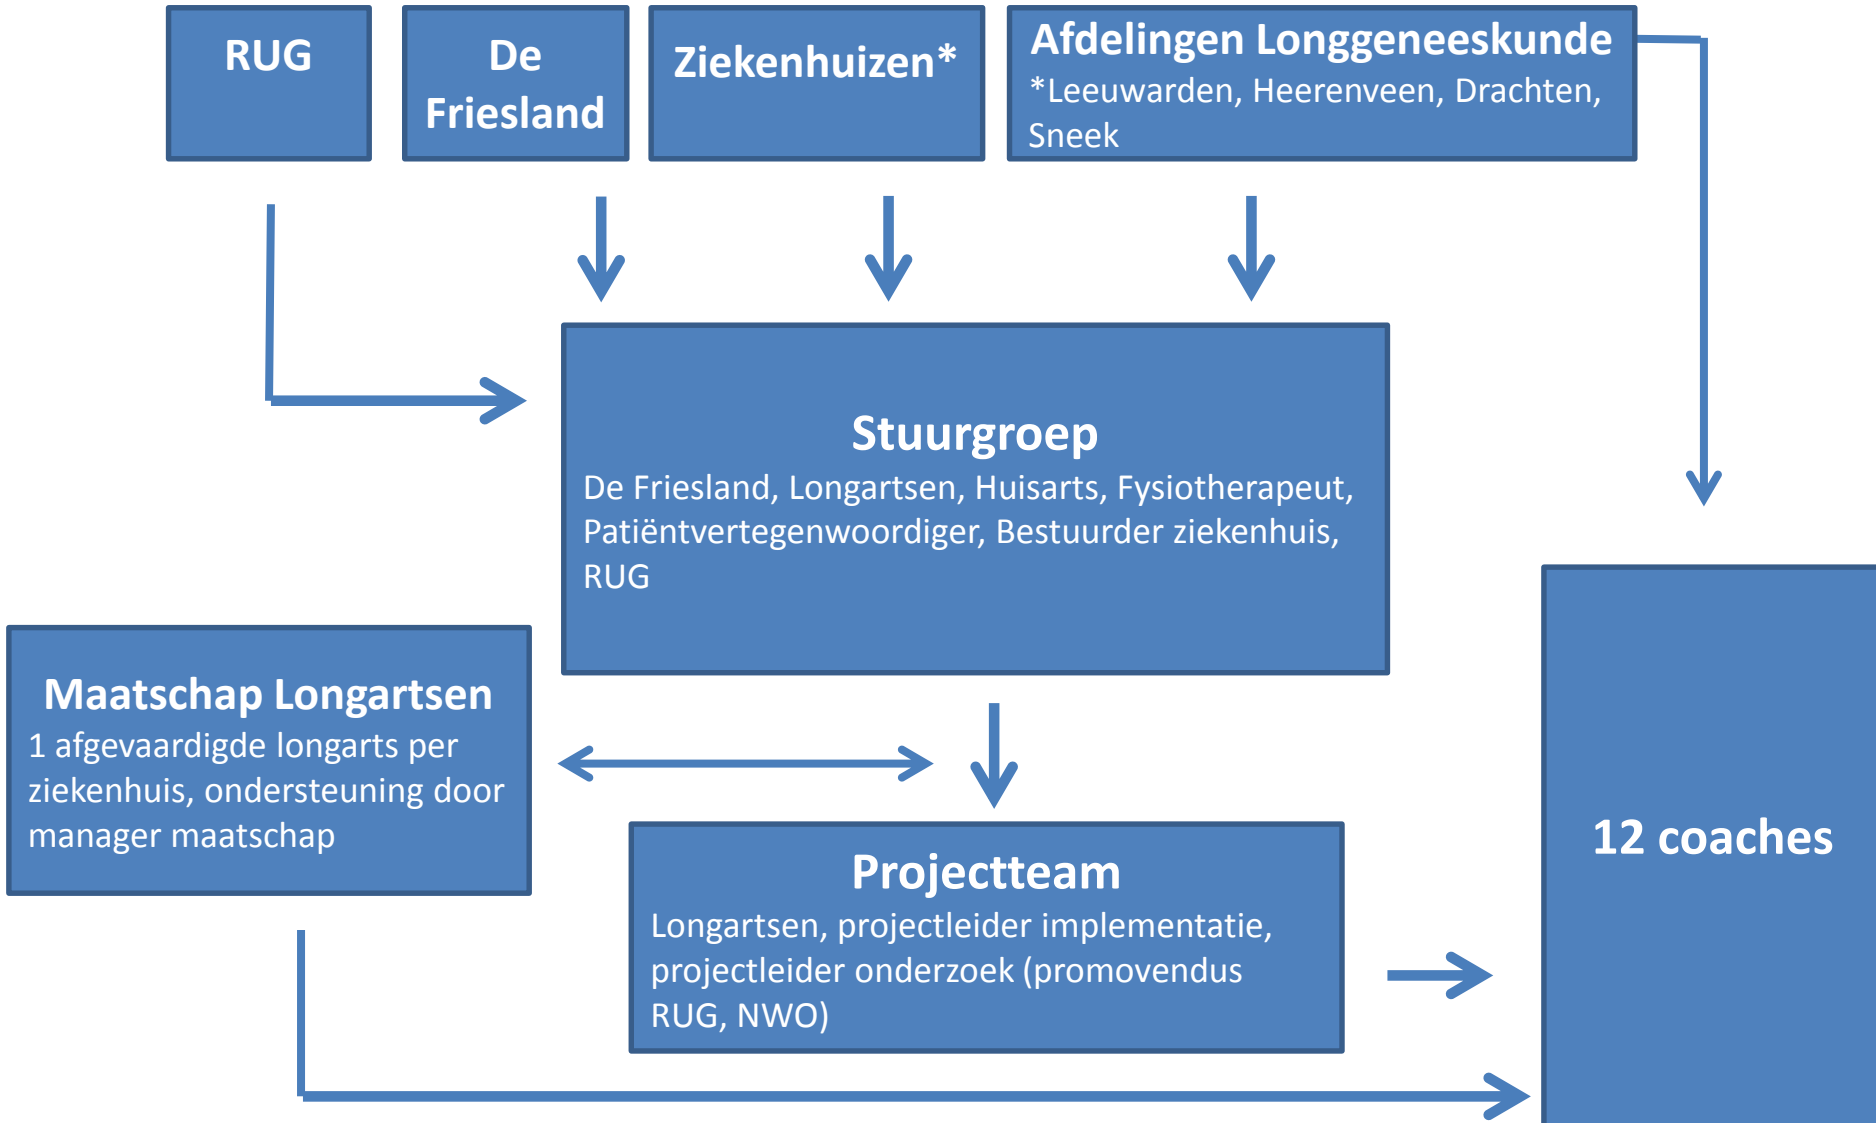 RUG
De
Friesland
Ziekenhuizen*
Afdelingen Longgeneeskunde
*Leeuwarden, Heerenveen, Drachten,
Sneek
Stuurgroep
De Friesland, Longartsen, Huisarts, Fysiotherapeut,
Patiëntvertegenwoordiger, Bestuurder ziekenhuis,
RUG
Maatschap Longartsen
1 afgevaardigde longarts per
ziekenhuis, ondersteuning door
manager maatschap
Projectteam
Longartsen, projectleider implementatie,
projectleider onderzoek (promovendus
RUG, NWO)
12 coaches